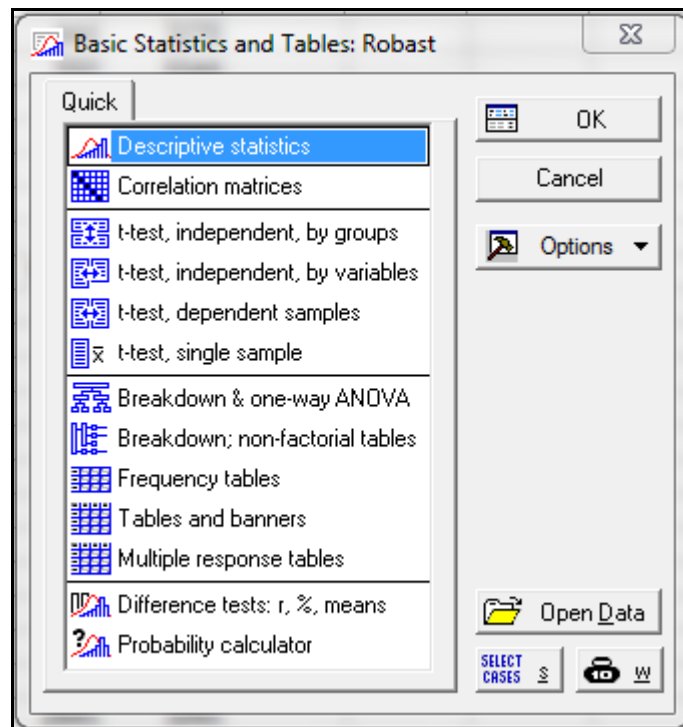 Basic Statistics and Tables: Robast
Quick
Descriptive statistics
Correlation matrices
t-test, independent, by groups
t-test, independent, by variables
t-test, dependent samples
t-test, single sample
Breakdown & one-way ANOVA
Breakdown; non-factorial tables
Frequency tables
Tables and banners
Multiple response tables
Difference tests: r, %, means
Probability calculator
OK
Cancel
Options
Open Data
SELECT
CASES S
W